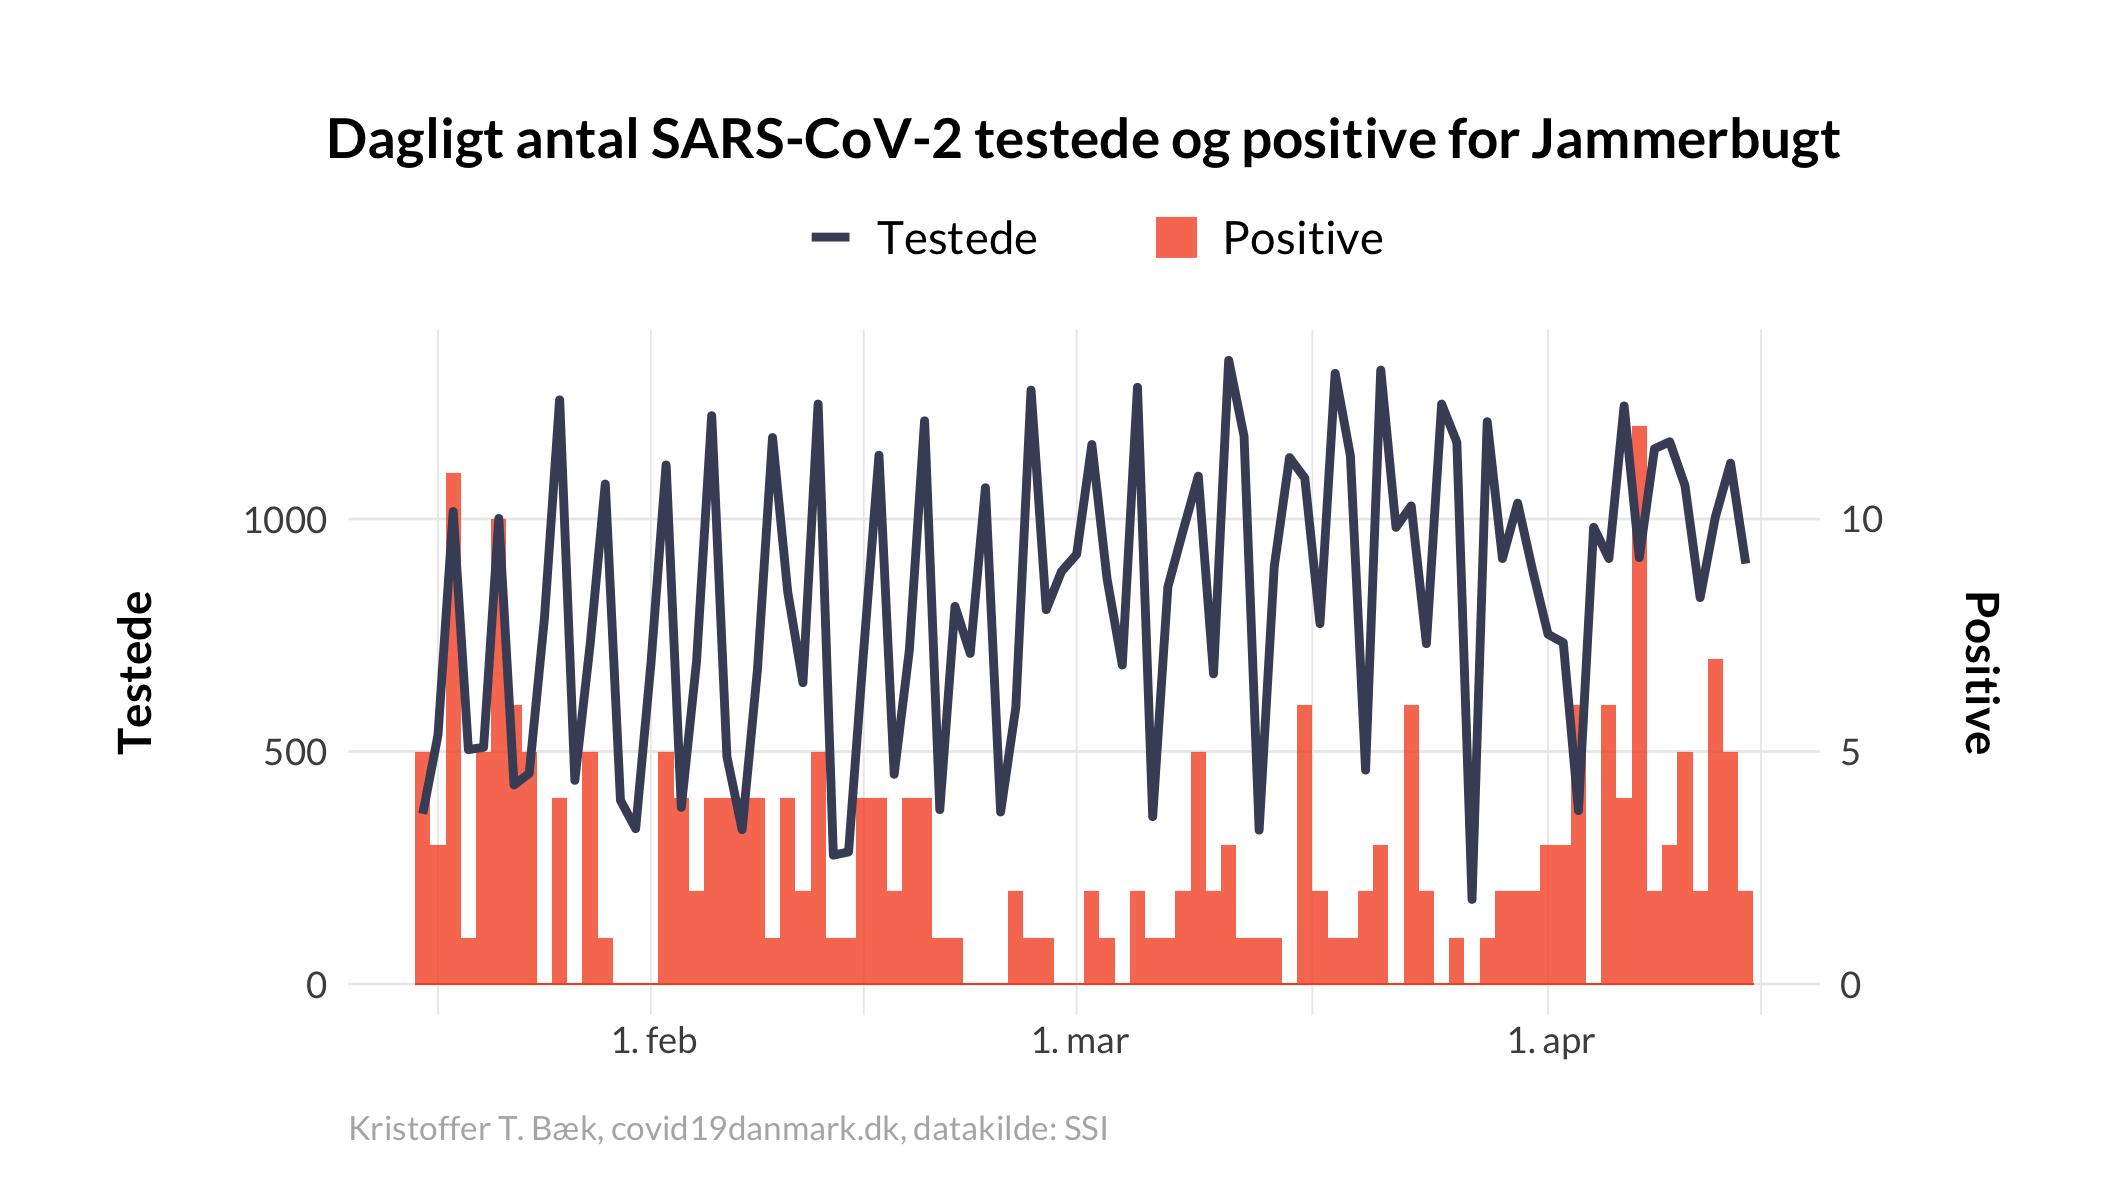 Dagligt antal SARS-CoV-2 testede og positive for Jammerbugt
Testede
Positive
1000
500
0
10
5
0
Testede
Positive
1. feb
1. mar
1. apr
Kristoffer T. Bæk, covid19danmark.dk, datakilde: SSI